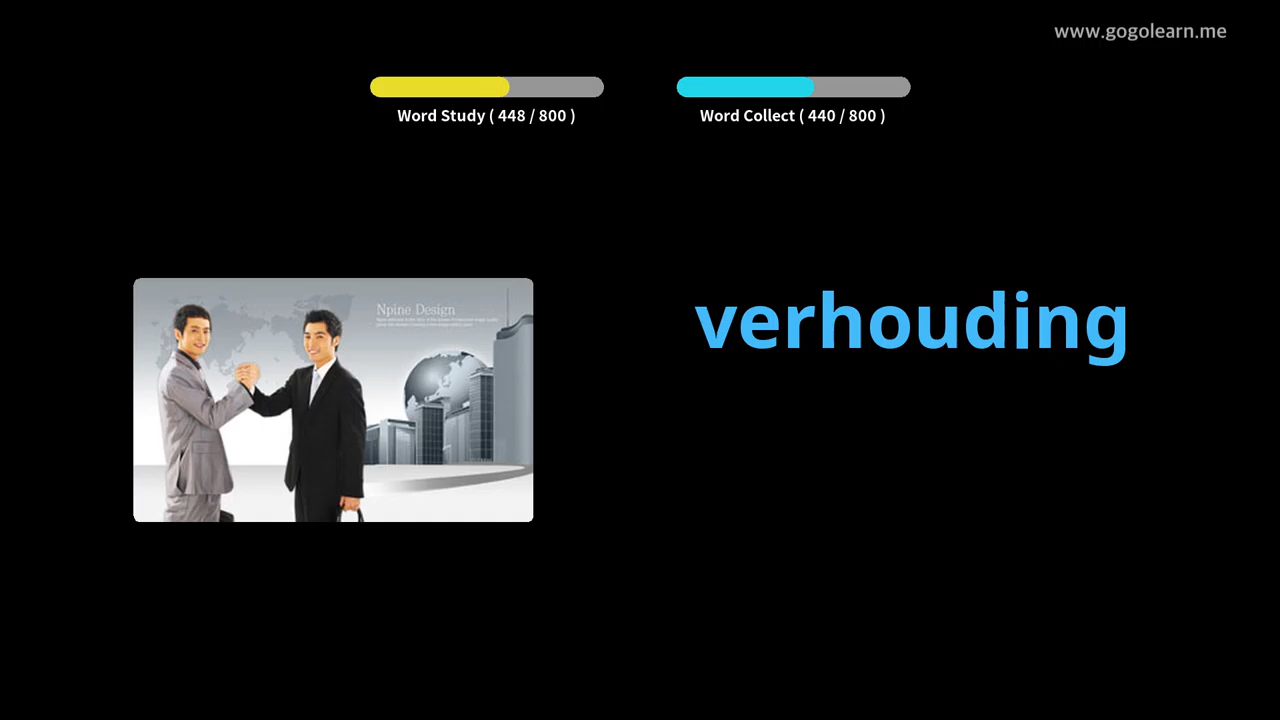 www.gogolearn.me
Word Study ( 448 / 800 )
Word Collect ( 440 / 800 )
Npine Design
verhouding